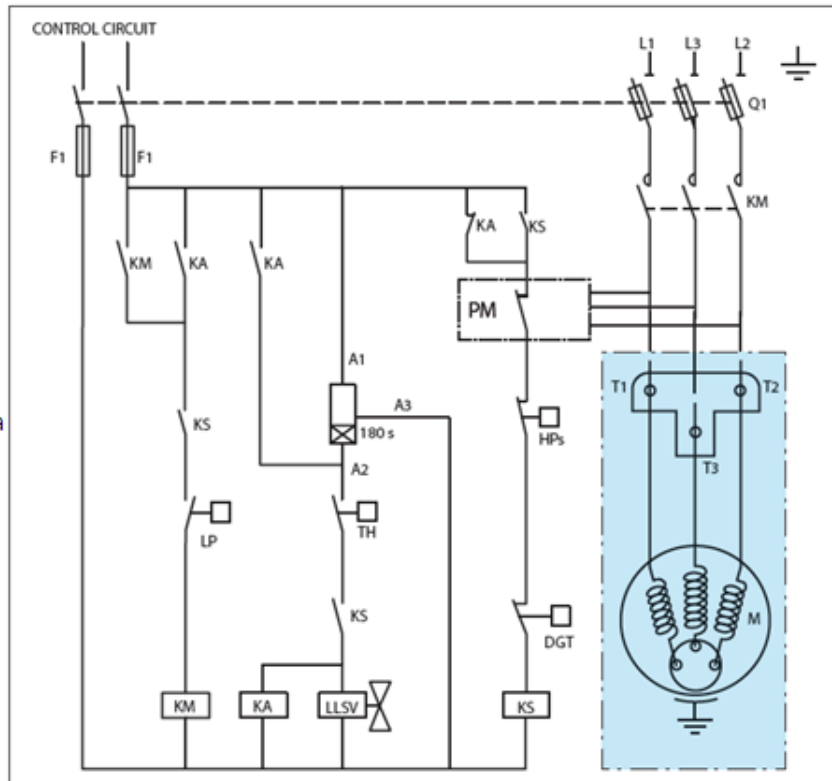 CONTROL CIRCUIT
L1 L3 L2
Q1
F1 F1
KM
KA KS
KM KA KA
PM
A1
T1 T2
A3
180 s
HPs
a
KS
A2
T3
LP TH
KS
M
DGT
KM KA LLSV KS